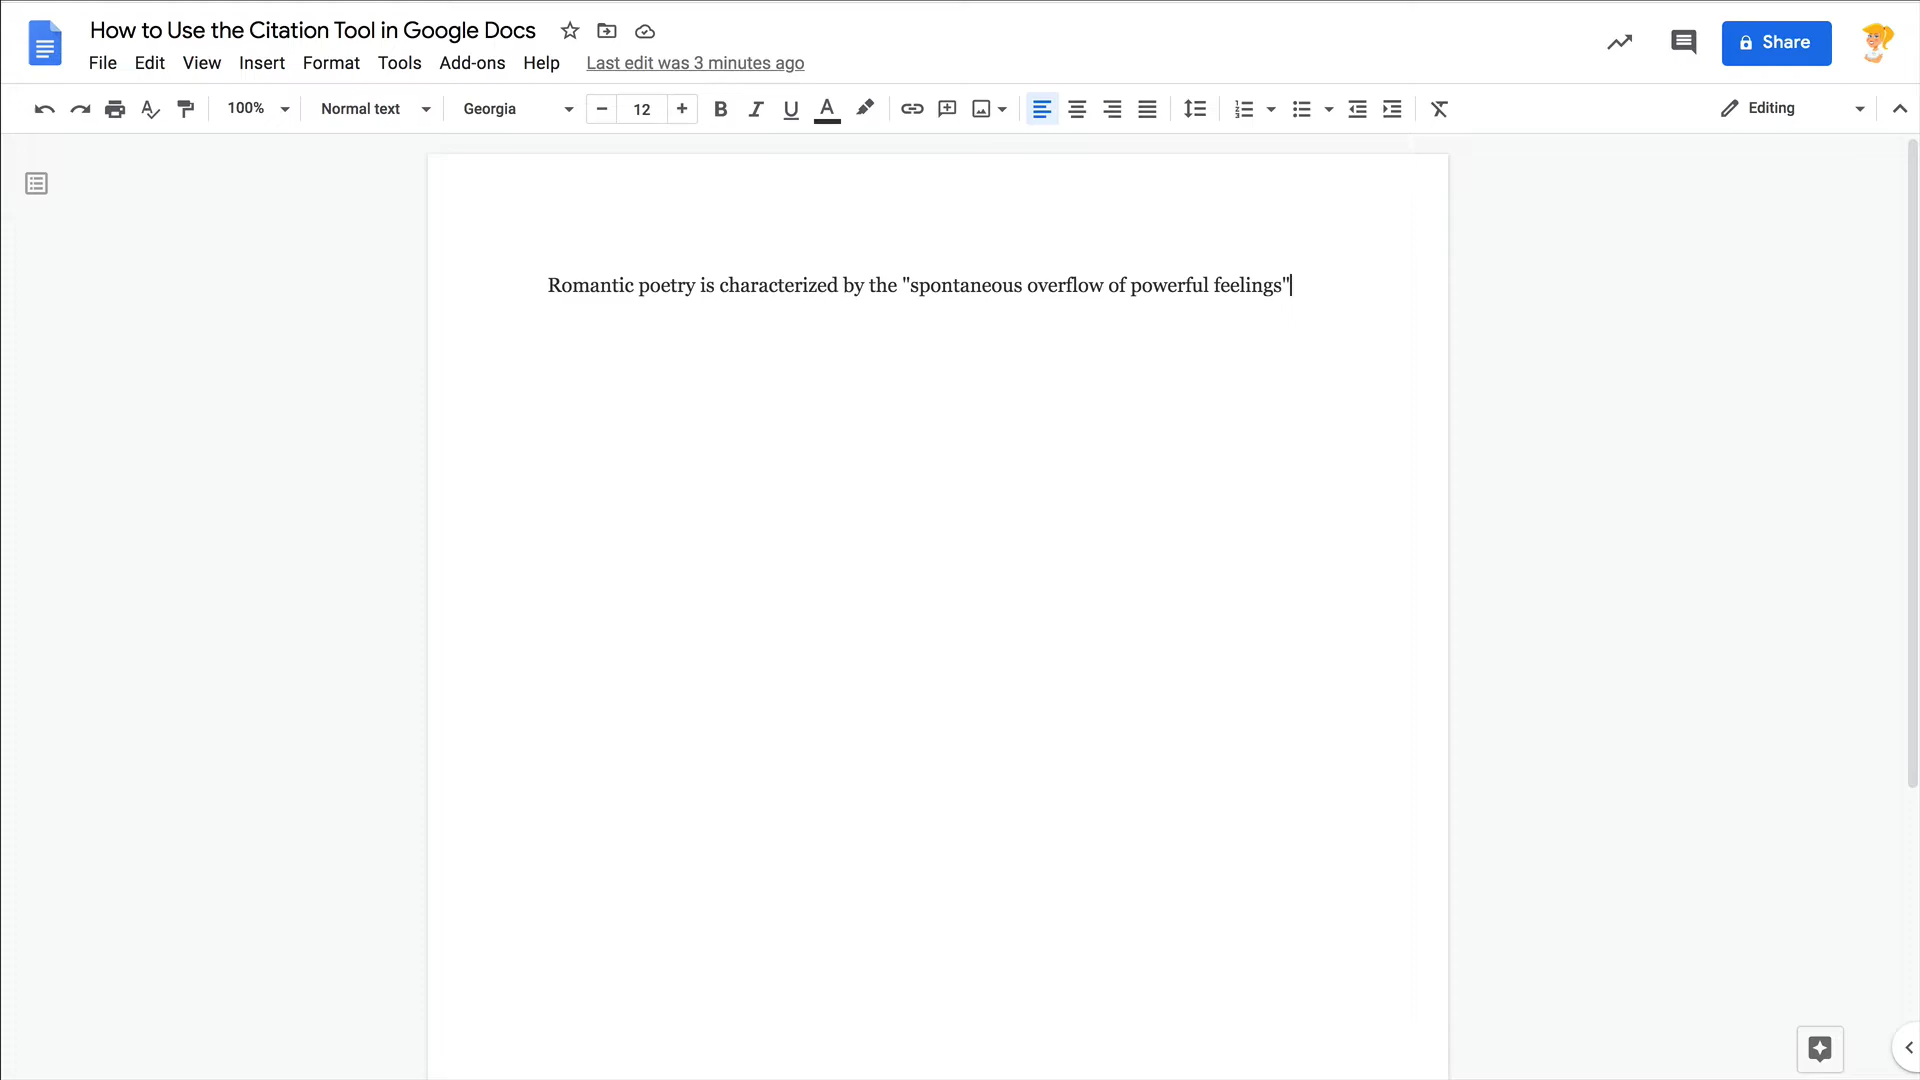 How to Use the Citation Tool in Google Docs
File Edit View Insert Format Tools Add-ons Help Last edit was 3 minutes ago
Share
100% Normal text Georgia 12 B I U A Editing
Romantic poetry is characterized by the "spontaneous overflow of powerful feelings"